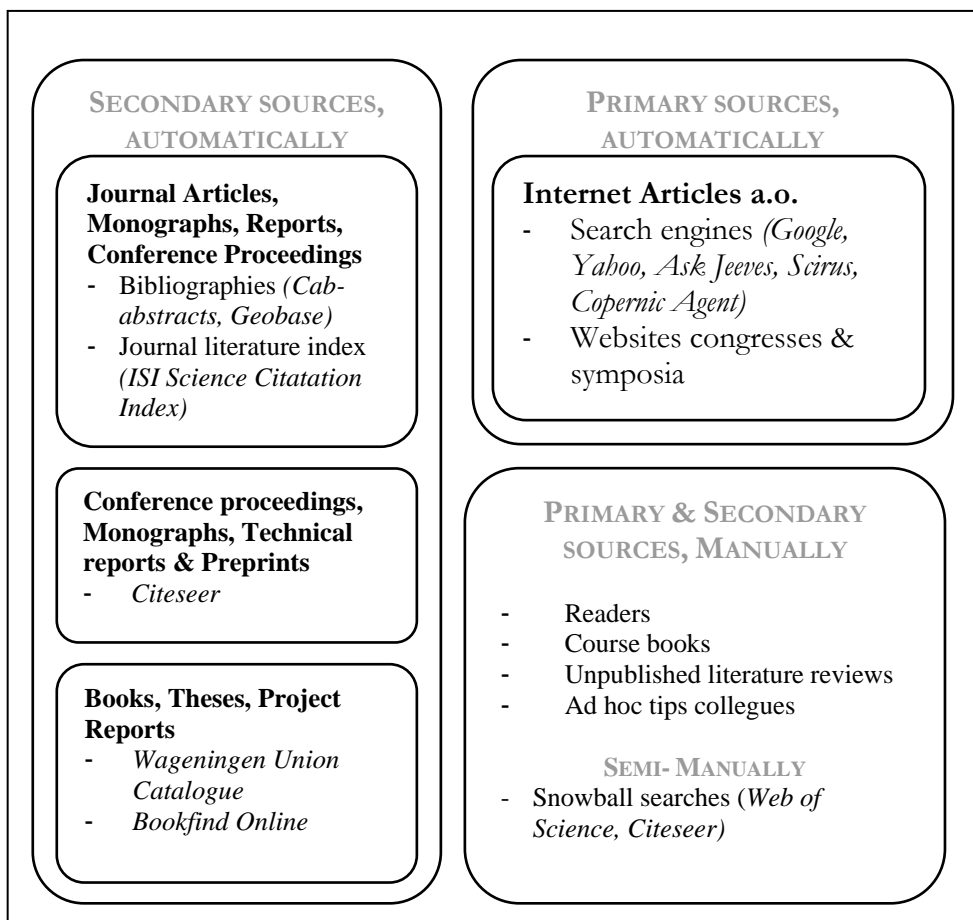 SECONDARY SOURCES,
AUTOMATICALLY
Journal Articles,
Monographs, Reports,
Conference Proceedings
- Bibliographies (Cab-
abstracts, Geobase)
- Journal literature index
(ISI Science Citatation
Index)
Conference proceedings,
Monographs, Technical
reports & Preprints
- Citeseer
Books, Theses, Project
Reports
- Wageningen Union
Catalogue
- Bookfind Online
PRIMARY SOURCES,
AUTOMATICALLY
Internet Articles a.o.
- Search engines (Google,
Yahoo, Ask Jeeves, Scirus,
Copernic Agent)
- Websites congresses &
symposia
PRIMARY & SECONDARY
SOURCES, MANUALLY
- Readers
- Course books
- Unpublished literature reviews
- Ad hoc tips collegues
SEMI- MANUALLY
- Snowball searches (Web of
Science, Citeseer)